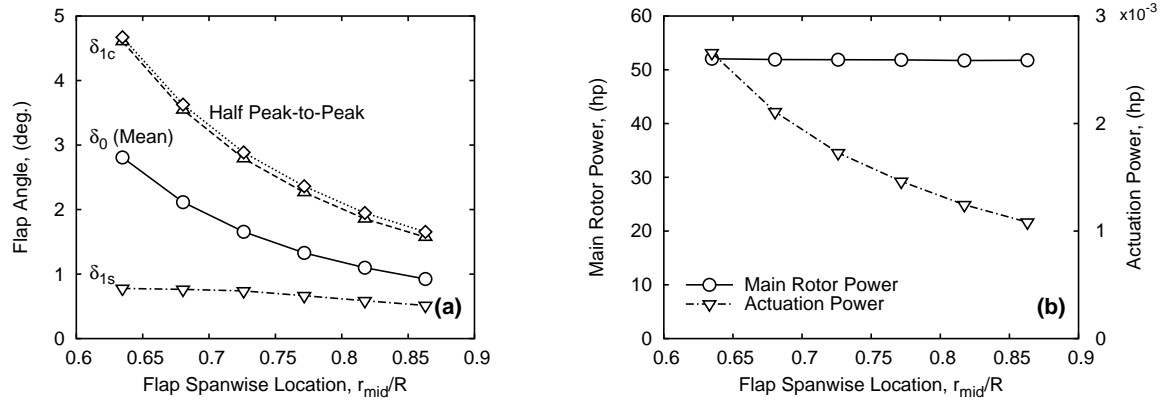 5
4
3
2
1
0
Flap Angle, (deg.)
δ1c
Half Peak-to-Peak
δ0 (Mean)
δ1s
(a)
0.6 0.65 0.7 0.75 0.8 0.85 0.9
Flap Spanwise Location, rmid/R
60
50
40
30
20
10
0
Main Rotor Power, (hp)
Main Rotor Power
Actuation Power
(b)
x10-3
3
2
1
0
Actuation Power, (hp)
0.6 0.65 0.7 0.75 0.8 0.85 0.9
Flap Spanwise Location, rmid/R